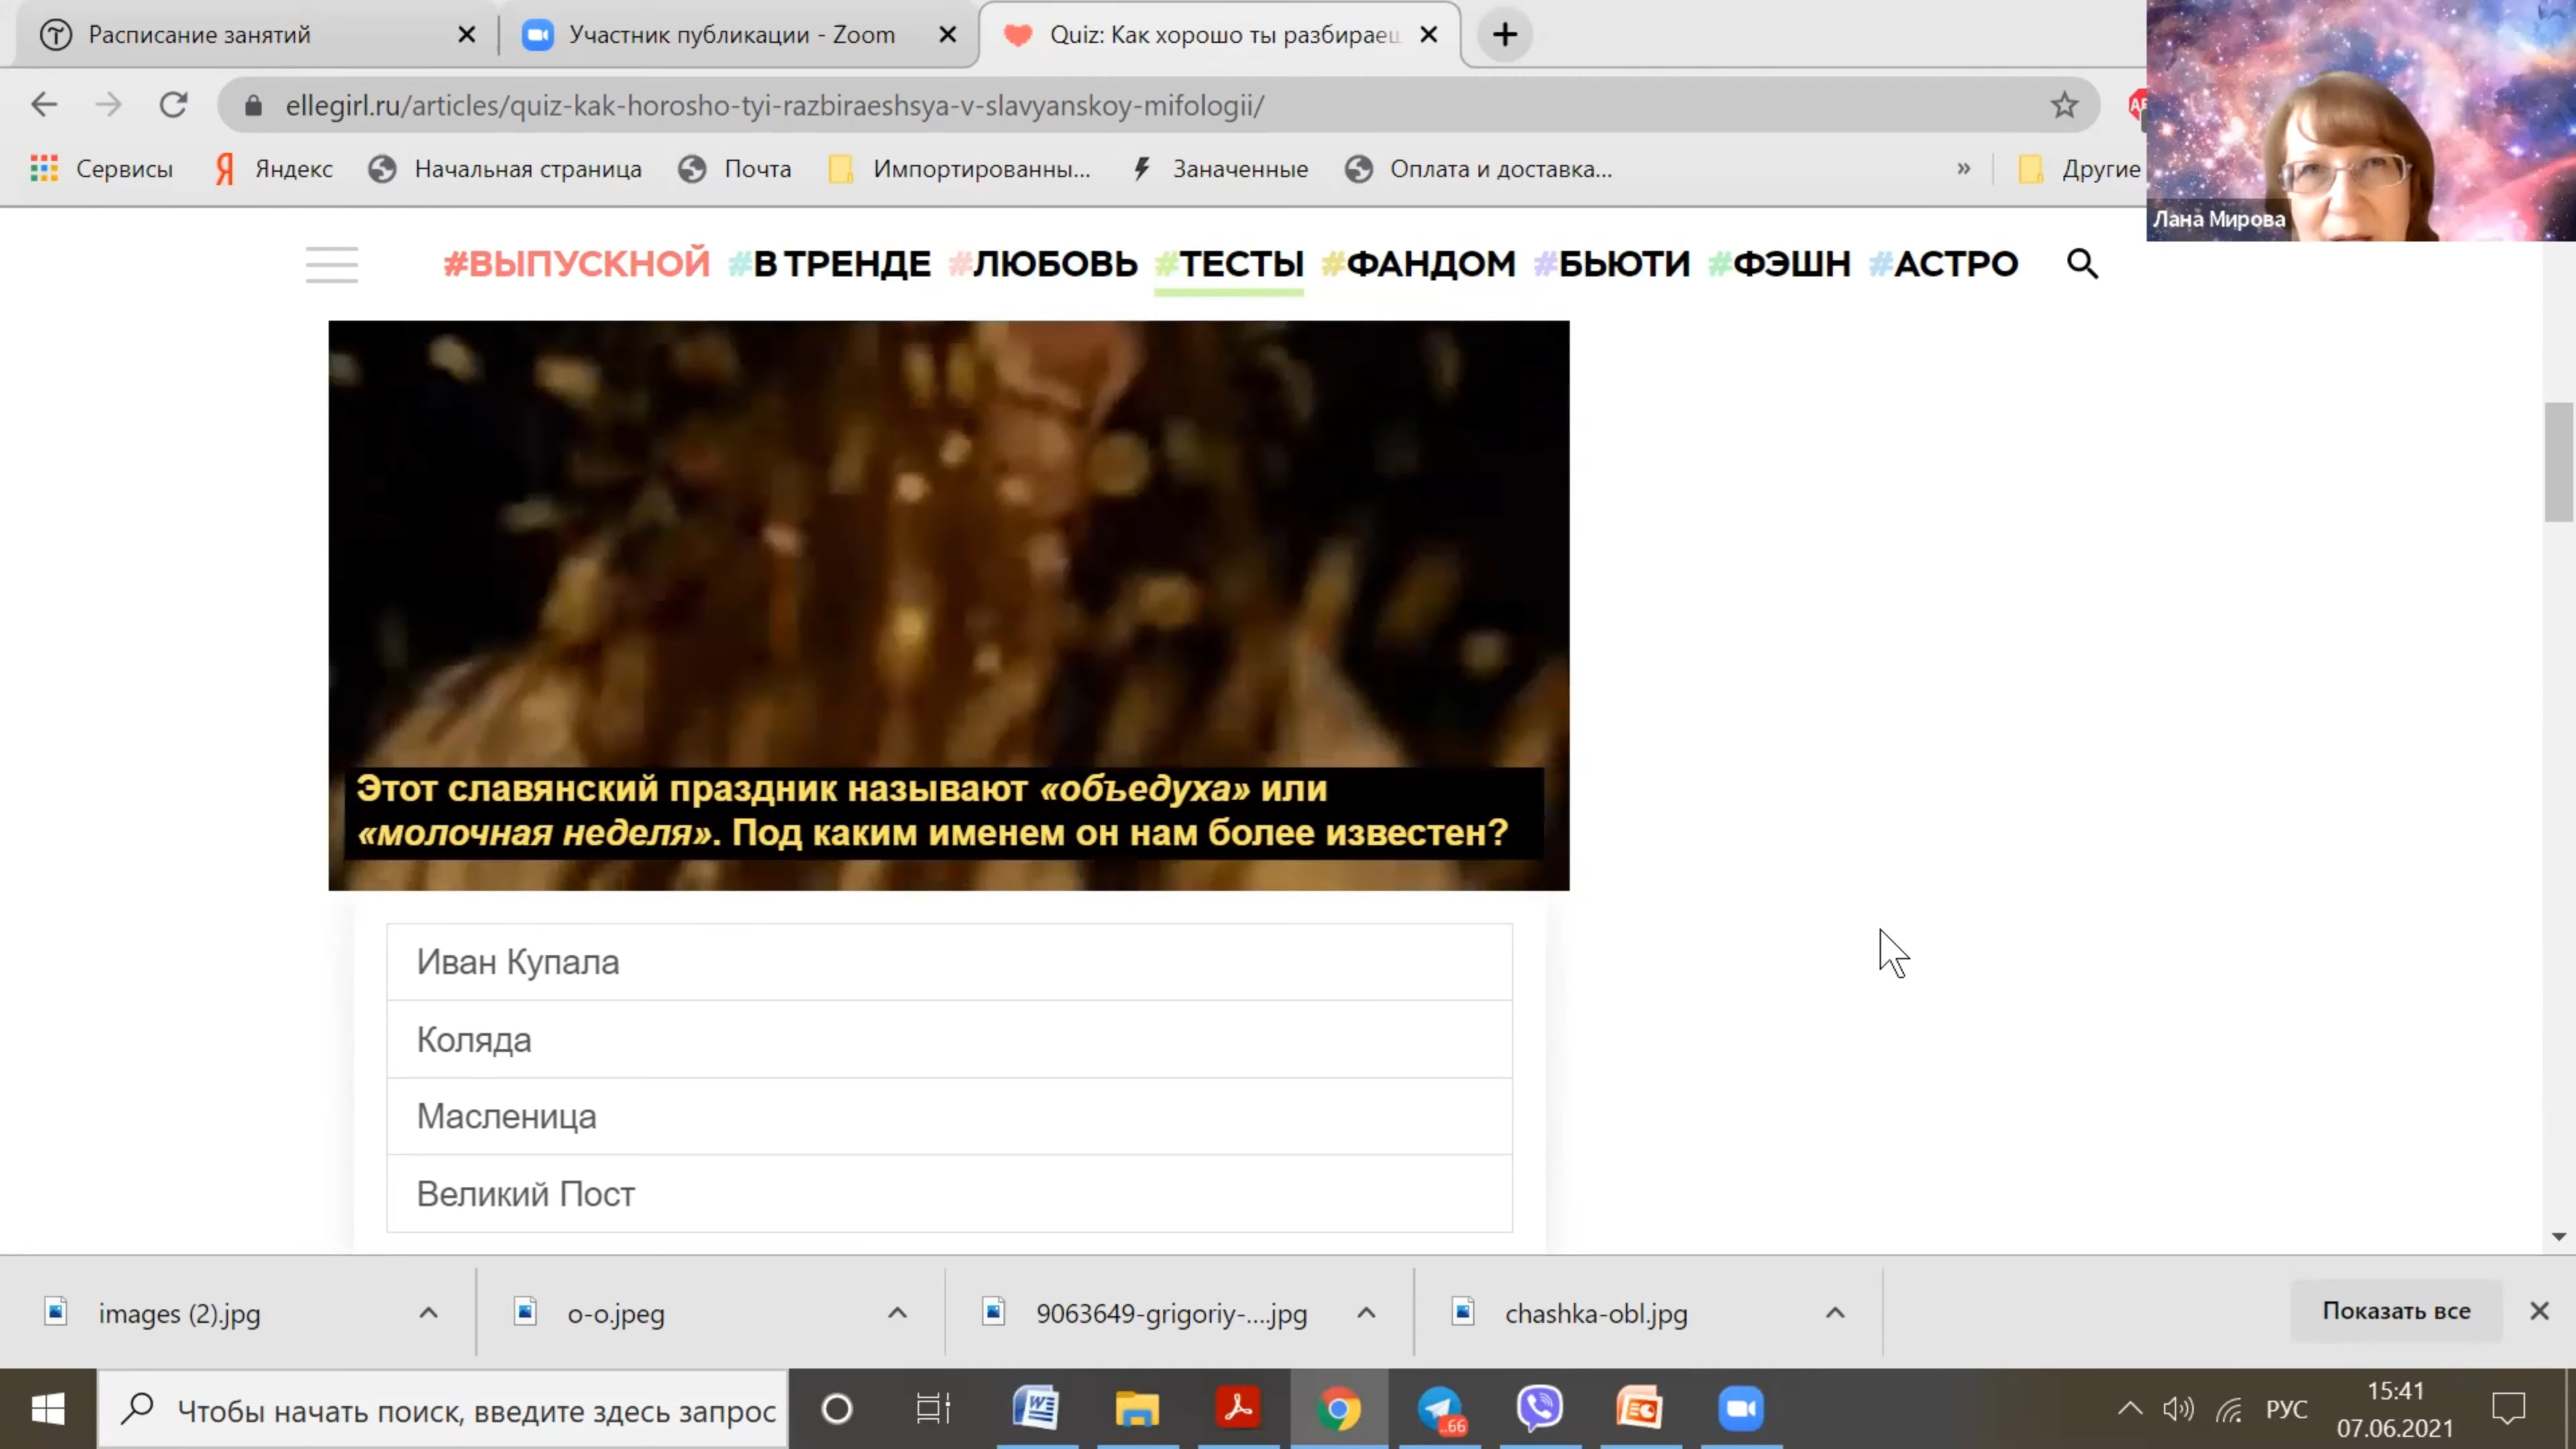 Расписание занятий
Участник публикации - Zoom
Quiz: Как хорошо ты разбираеш
ellegirl.ru/articles/quiz-kak-horosho-tyi-razbiraeshsya-v-slavyanskoy-mifologii/
Сервисы
Яндекс
Начальная страница
Почта
Импортированны...
Заначенные
Оплата и доставка...
»
Другие
Лана Мирова
#ВЫПУСКНОЙ #В ТРЕНДЕ #ЛЮБОВЬ #ТЕСТЫ #ФАНДОМ #БЬЮТИ #ФЭШН #АСТРО
Этот славянский праздник называют «объедуха» или
«молочная неделя». Под каким именем он нам более известен?
Иван Купала
Коляда
Масленица
Великий Пост
images (2).jpg
o-o.jpeg
9063649-grigoriy-....jpg
chashka-obl.jpg
Показать все
Чтобы начать поиск, введите здесь запрос
..66
РУС
15:41
07.06.2021